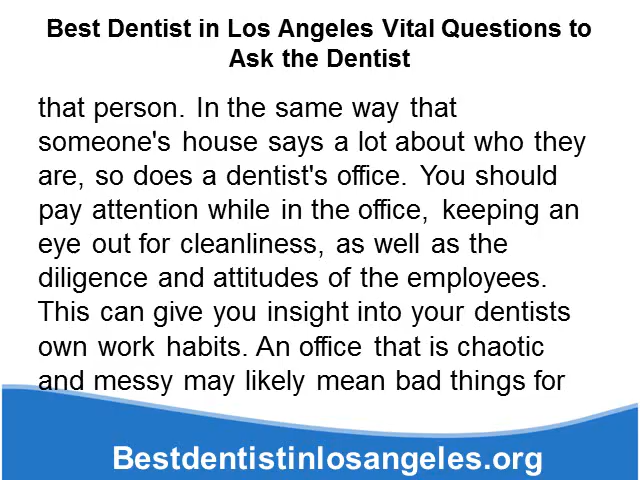 Best Dentist in Los Angeles Vital Questions to
Ask the Dentist
that person. In the same way that
someone's house says a lot about who they
are, so does a dentist's office. You should
pay attention while in the office, keeping an
eye out for cleanliness, as well as the
diligence and attitudes of the employees.
This can give you insight into your dentists
own work habits. An office that is chaotic
and messy may likely mean bad things for
Bestdentistinlosangeles.org